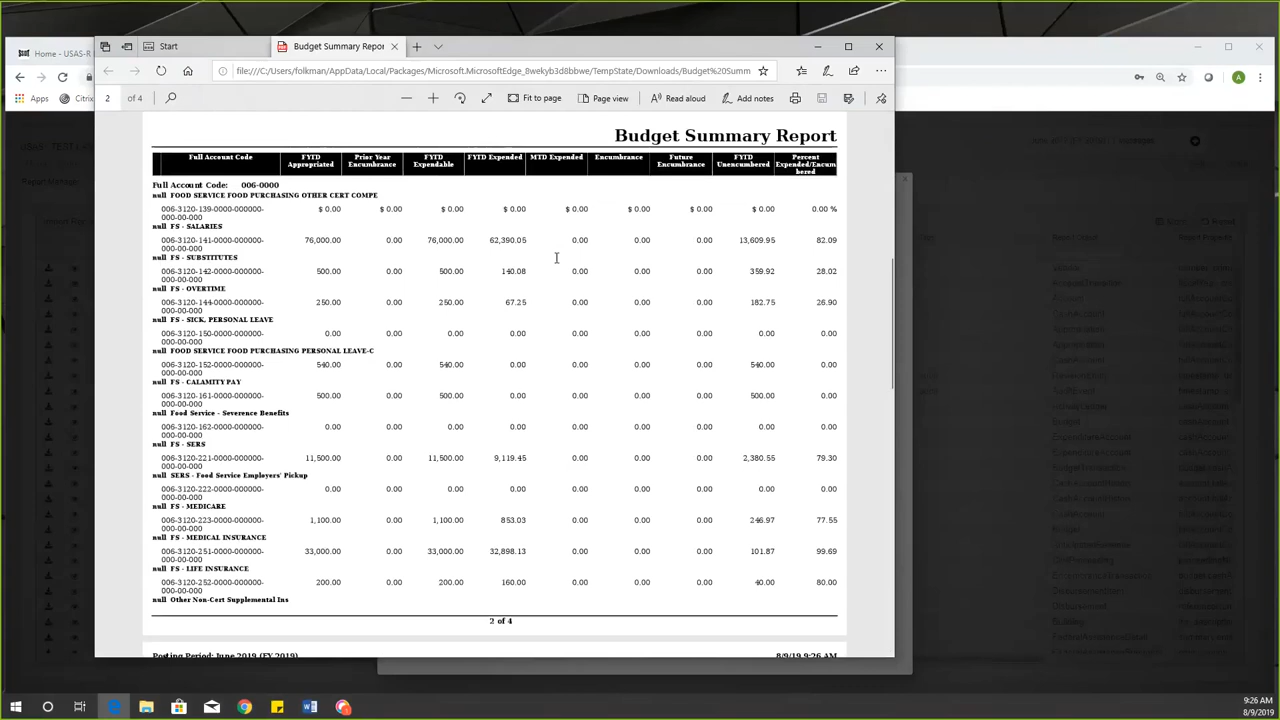 Home - USAS-R
Start
Budget Summary Repor
file:///C:/Users/folkman/AppData/Local/Packages/Microsoft.MicrosoftEdge_8wekyb3d8bbwe/TempState/Downloads/Budget%20Summ
2 of 4
Fit to page
Page view
Read aloud
Add notes
Apps
Citrix
A
Budget Summary Report
Full Account Code FYTD Appropriated Prior Year Encumbrance FYTD Expendable FYTD Expended MTD Expended Encumbrance Future Encumbrance FYTD Unencumbered Percent Expended/Encumbered
Full Account Code: 006-0000
null FOOD SERVICE FOOD PURCHASING OTHER CERT COMPE
006-3120-139-0000-000000- $ 0.00 $ 0.00 $ 0.00 $ 0.00 $ 0.00 $ 0.00 $ 0.00 $ 0.00 0.00 %
000-00-000
null FS - SALARIES
006-3120-141-0000-000000- 76,000.00 0.00 76,000.00 62,390.05 0.00 0.00 0.00 13,609.95 82.09
000-00-000
null FS - SUBSTITUTES
006-3120-142-0000-000000- 500.00 0.00 500.00 140.08 0.00 0.00 0.00 359.92 28.02
000-00-000
null FS - OVERTIME
006-3120-144-0000-000000- 250.00 0.00 250.00 67.25 0.00 0.00 0.00 182.75 26.90
000-00-000
null FS - SICK, PERSONAL LEAVE
006-3120-150-0000-000000- 0.00 0.00 0.00 0.00 0.00 0.00 0.00 0.00 0.00
000-00-000
null FOOD SERVICE FOOD PURCHASING PERSONAL LEAVE-C
006-3120-152-0000-000000- 540.00 0.00 540.00 0.00 0.00 0.00 0.00 540.00 0.00
000-00-000
null FS - CALAMITY PAY
006-3120-161-0000-000000- 500.00 0.00 500.00 0.00 0.00 0.00 0.00 500.00 0.00
000-00-000
null Food Service - Severence Benefits
006-3120-162-0000-000000- 0.00 0.00 0.00 0.00 0.00 0.00 0.00 0.00 0.00
000-00-000
null FS - SERS
006-3120-221-0000-000000- 11,500.00 0.00 11,500.00 9,119.45 0.00 0.00 0.00 2,380.55 79.30
000-00-000
null SERS - Food Service Employers' Pickup
006-3120-222-0000-000000- 0.00 0.00 0.00 0.00 0.00 0.00 0.00 0.00 0.00
000-00-000
null FS - MEDICARE
006-3120-223-0000-000000- 1,100.00 0.00 1,100.00 853.03 0.00 0.00 0.00 246.97 77.55
000-00-000
null FS - MEDICAL INSURANCE
006-3120-251-0000-000000- 33,000.00 0.00 33,000.00 32,898.13 0.00 0.00 0.00 101.87 99.69
000-00-000
null FS - LIFE INSURANCE
006-3120-252-0000-000000- 200.00 0.00 200.00 160.00 0.00 0.00 0.00 40.00 80.00
000-00-000
null Other Non-Cert Supplemental Ins
2 of 4
Posting Period: June 2019 (FY 2019) 8/9/19 9:26 AM
9:26 AM
8/9/2019